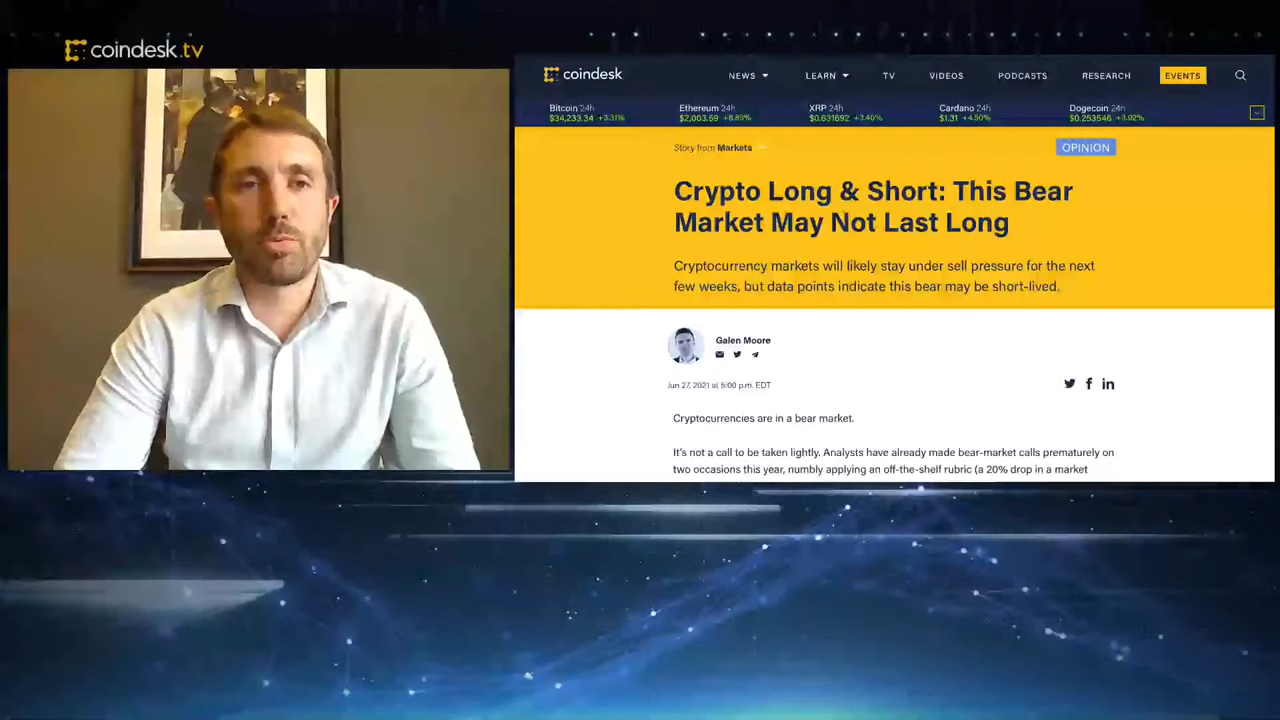 coindesk.tv
coindesk
NEWS LEARN TV VIDEOS PODCASTS RESEARCH EVENTS
Bitcoin 24h Ethereum 24h XRP 24h Cardano 24h Dogecoin 24h
$34,233.34 +3.31% $2,003.59 +8.89% $0.631692 +3.40% $1.31 +4.50% $0.253546 +3.92%
Story from Markets
OPINION
Crypto Long & Short: This Bear
Market May Not Last Long
Cryptocurrency markets will likely stay under sell pressure for the next
few weeks, but data points indicate this bear may be short-lived.
Galen Moore
Jun 27, 2021 at 5:00 p.m. EDT
Cryptocurrencies are in a bear market.
It's not a call to be taken lightly. Analysts have already made bear-market calls prematurely on
two occasions this year, numbly applying an off-the-shelf rubric (a 20% drop in a market